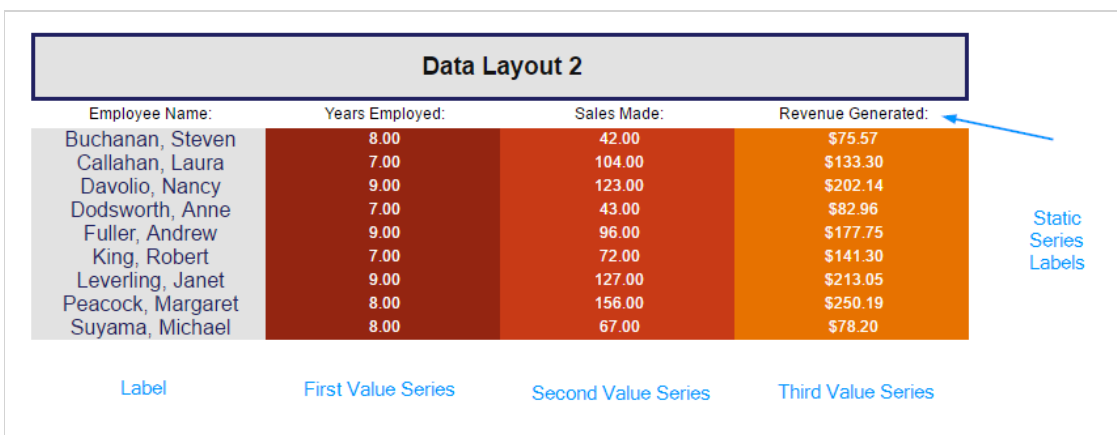 Data Layout 2
Employee Name: Years Employed: Sales Made: Revenue Generated:
Buchanan, Steven 8.00 42.00 $75.57
Callahan, Laura 7.00 104.00 $133.30
Davolio, Nancy 9.00 123.00 $202.14
Dodsworth, Anne 7.00 43.00 $82.96
Fuller, Andrew 9.00 96.00 $177.75
King, Robert 7.00 72.00 $141.30
Leverling, Janet 9.00 127.00 $213.05
Peacock, Margaret 8.00 156.00 $250.19
Suyama, Michael 8.00 67.00 $78.20
Static
Series
Labels
Label First Value Series Second Value Series Third Value Series